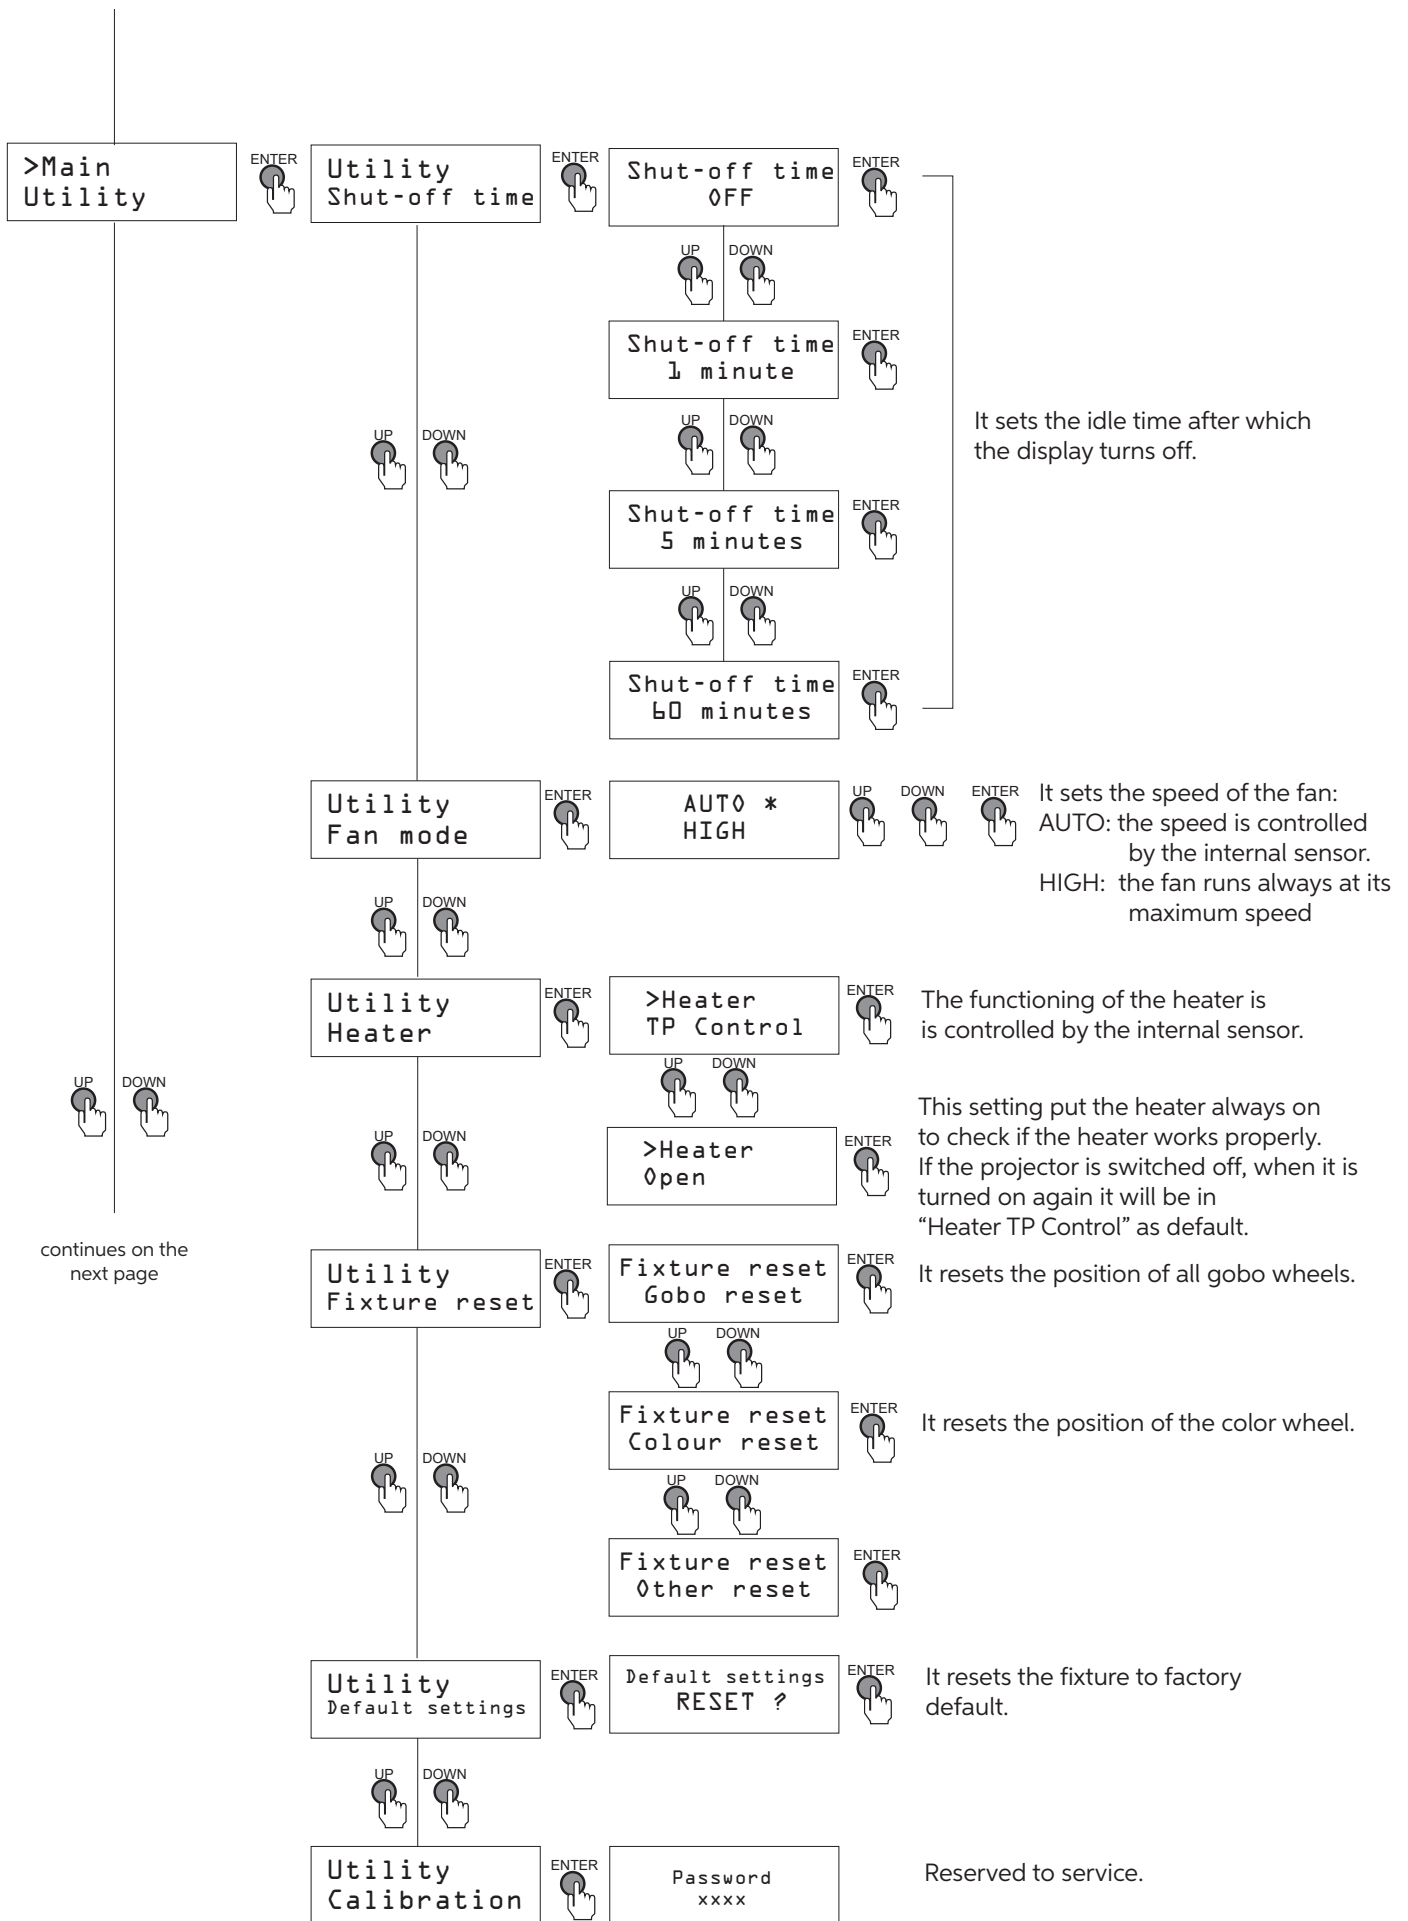 >Main
Utility
ENTER
Utility
Shut-off time
ENTER
Shut-off time
OFF
ENTER
UP DOWN
Shut-off time
1 minute
ENTER
UP DOWN
UP DOWN
Shut-off time
5 minutes
ENTER
UP DOWN
Shut-off time
60 minutes
ENTER
It sets the idle time after which
the display turns off.
Utility
Fan mode
ENTER
AUTO *
HIGH
UP DOWN ENTER
It sets the speed of the fan:
AUTO: the speed is controlled
by the internal sensor.
HIGH: the fan runs always at its
maximum speed
UP DOWN
Utility
Heater
ENTER
>Heater
TP Control
ENTER
The functioning of the heater is
is controlled by the internal sensor.
UP DOWN
UP DOWN
UP DOWN
>Heater
Open
ENTER
This setting put the heater always on
to check if the heater works properly.
If the projector is switched off, when it is
turned on again it will be in
“Heater TP Control” as default.
continues on the
next page
Utility
Fixture reset
ENTER
Fixture reset
Gobo reset
ENTER
It resets the position of all gobo wheels.
UP DOWN
Fixture reset
Colour reset
ENTER
It resets the position of the color wheel.
UP DOWN
UP DOWN
Fixture reset
Other reset
ENTER
Utility
Default settings
ENTER
Default settings
RESET ?
ENTER
It resets the fixture to factory
default.
UP DOWN
Utility
Calibration
ENTER
Password
xxxx
Reserved to service.